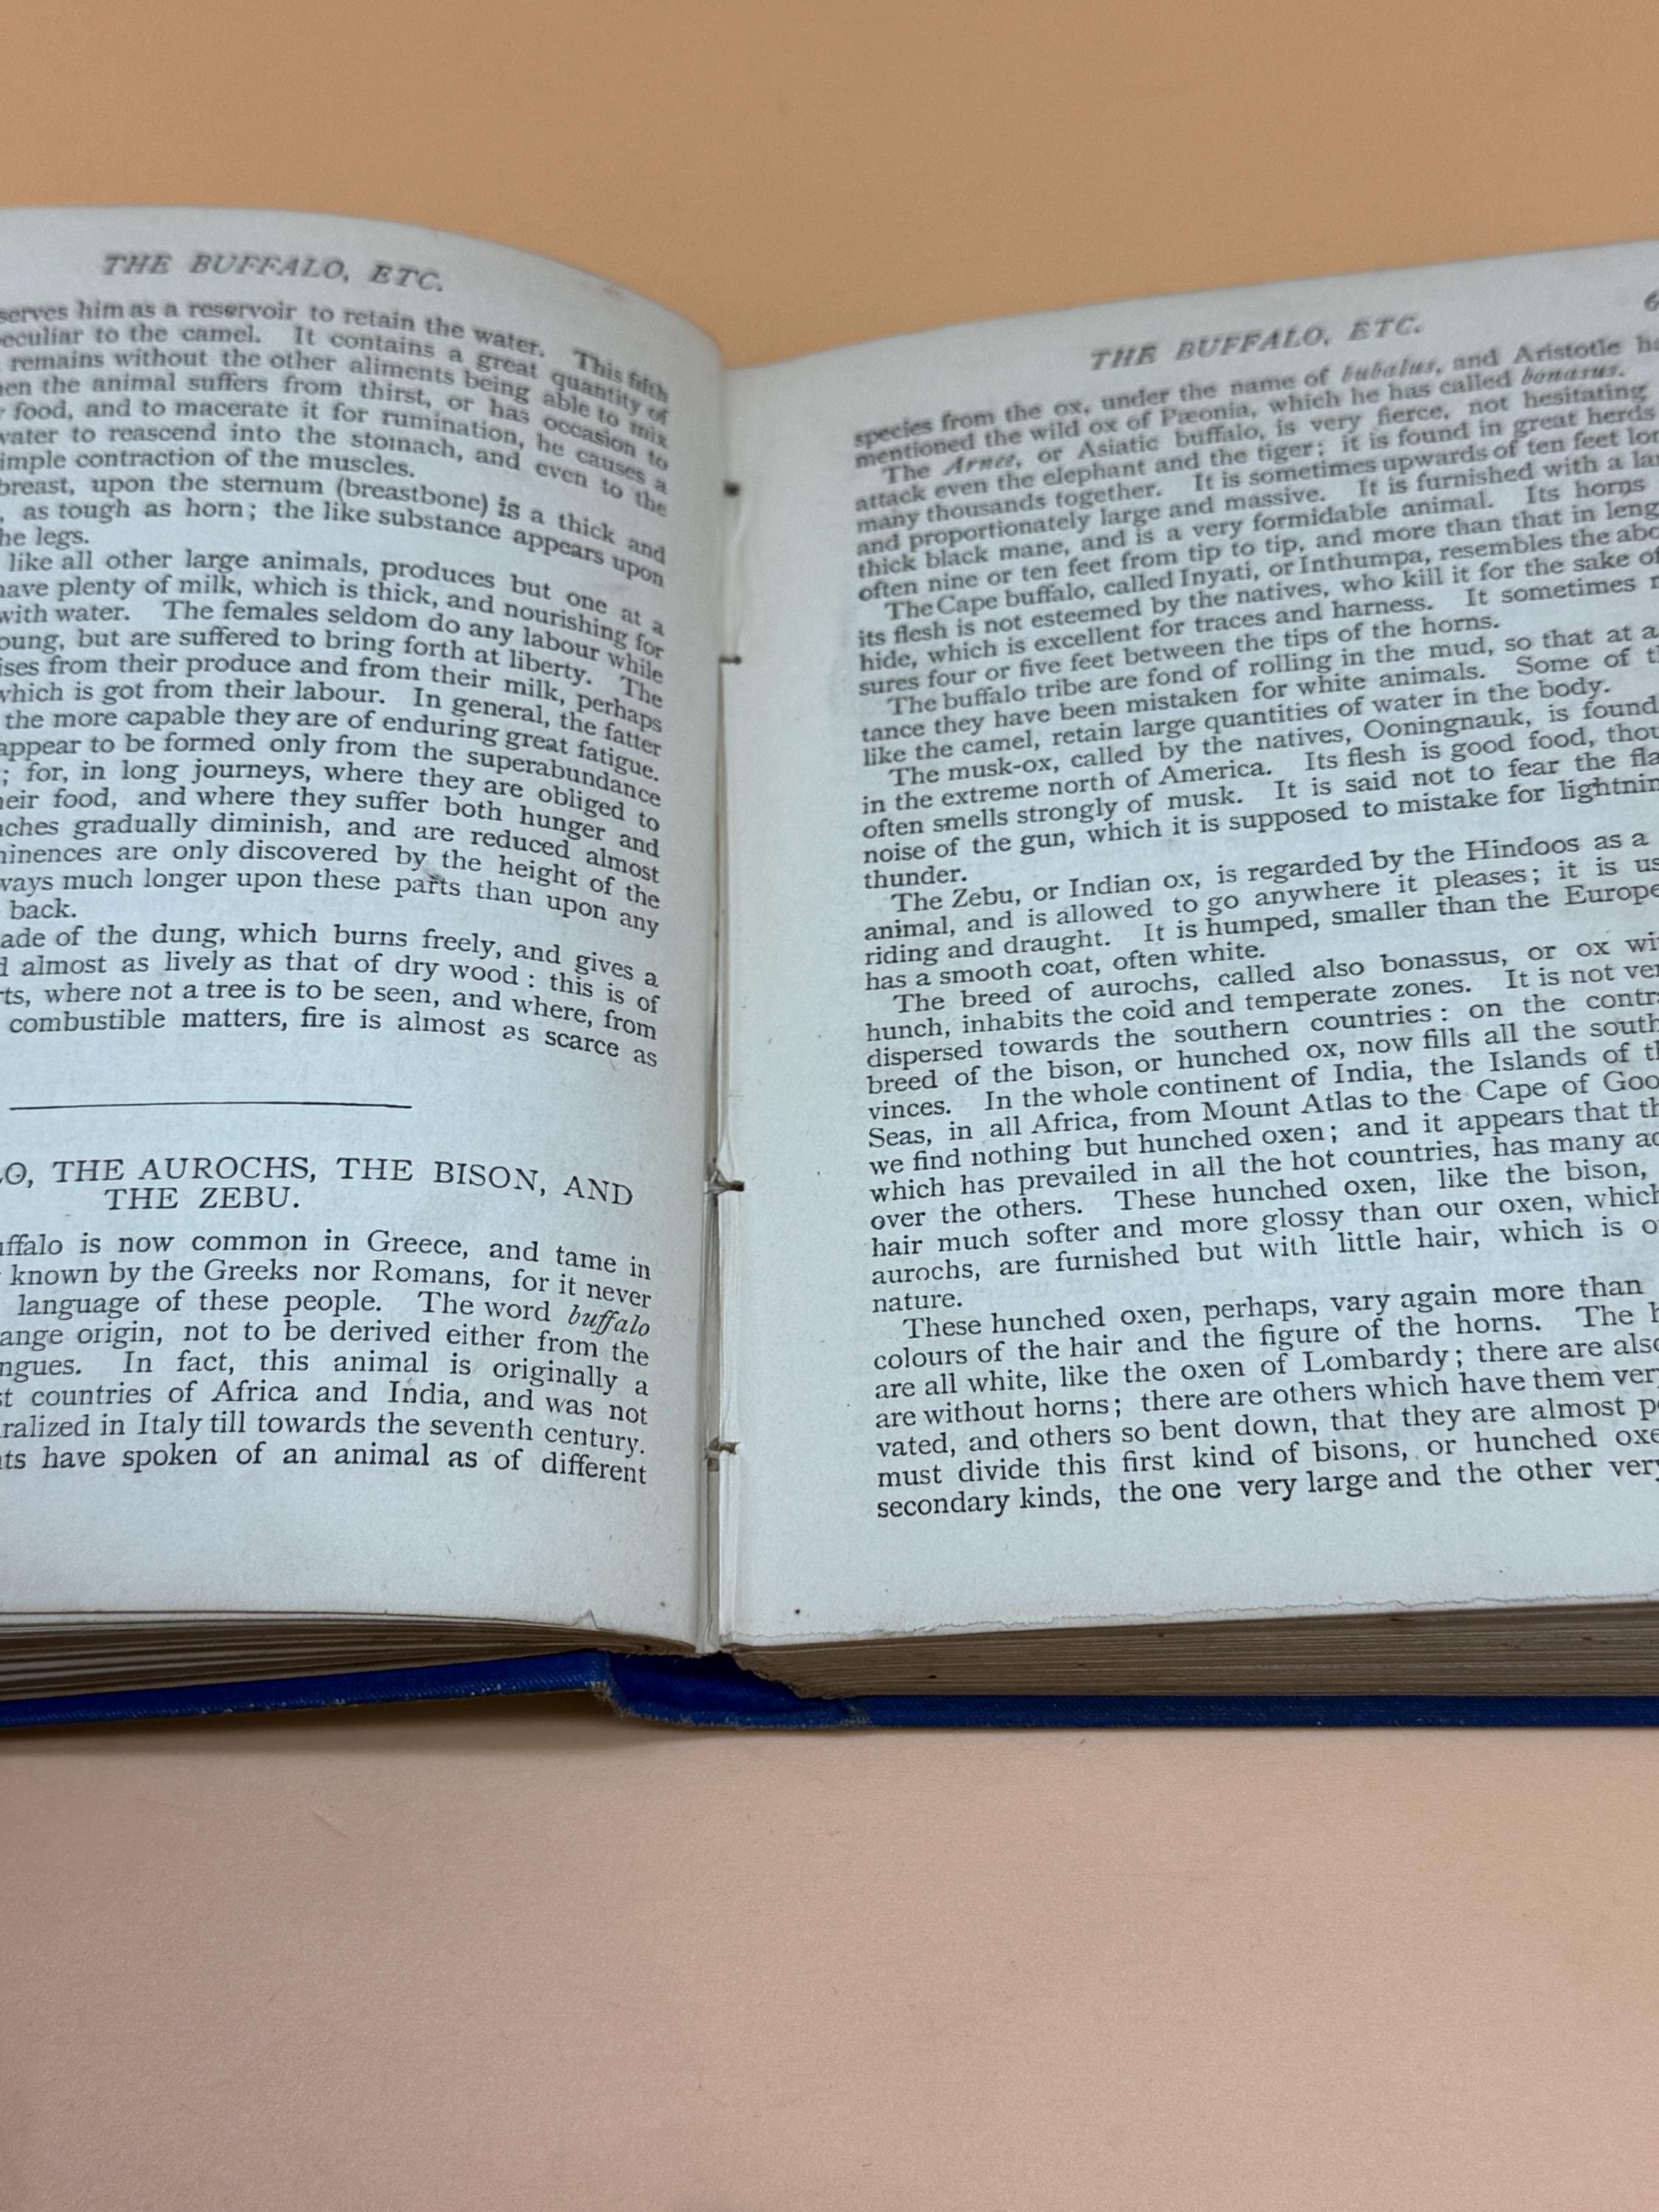 THE BUFFALO, ETC.
serves him as a reservoir to retain the water. This fifth
peculiar to the camel. It contains a great quantity of
remains without the other aliments being able to mix
the animal suffers from thirst, or has occasion to
food, and to macerate it for rumination, he causes a
water to reascend into the stomach, and even to the
simple contraction of the muscles.
breast, upon the sternum (breastbone) is a thick and
, as tough as horn; the like substance appears upon
he legs.
like all other large animals, produces but one at a
have plenty of milk, which is thick, and nourishing for
with water. The females seldom do any labour while
oung, but are suffered to bring forth at liberty. The
ises from their produce and from their milk, perhaps
which is got from their labour. In general, the fatter
the more capable they are of enduring great fatigue.
appear to be formed only from the superabundance
; for, in long journeys, where they are obliged to
heir food, and where they suffer both hunger and
ches gradually diminish, and are reduced almost
minences are only discovered by the height of the
ways much longer upon these parts than upon any
back.
ade of the dung, which burns freely, and gives a
d almost as lively as that of dry wood: this is of
rts, where not a tree is to be seen, and where, from
combustible matters, fire is almost as scarce as
LO, THE AUROCHS, THE BISON, AND
THE ZEBU.
uffalo is now common in Greece, and tame in
known by the Greeks nor Romans, for it never
language of these people. The word buffalo
ange origin, not to be derived either from the
ngues. In fact, this animal is originally a
st countries of Africa and India, and was not
ralized in Italy till towards the seventh century.
ts have spoken of an animal as of different
THE BUFFALO, ETC. 6
species from the ox, under the name of bubalus, and Aristotle ha
mentioned the wild ox of Pæonia, which he has called bonasus.
The Arnee, or Asiatic buffalo, is very fierce, not hesitating
attack even the elephant and the tiger; it is found in great herds
many thousands together. It is sometimes upwards of ten feet lon
and proportionately large and massive. It is furnished with a la
thick black mane, and is a very formidable animal. Its horns
often nine or ten feet from tip to tip, and more than that in leng
The Cape buffalo, called Inyati, or Inthumpa, resembles the abo
its flesh is not esteemed by the natives, who kill it for the sake of
hide, which is excellent for traces and harness. It sometimes m
sures four or five feet between the tips of the horns.
The buffalo tribe are fond of rolling in the mud, so that at a
tance they have been mistaken for white animals. Some of th
like the camel, retain large quantities of water in the body.
The musk-ox, called by the natives, Ooningnauk, is found
in the extreme north of America. Its flesh is good food, thou
often smells strongly of musk. It is said not to fear the fla
noise of the gun, which it is supposed to mistake for lightnin
thunder.
The Zebu, or Indian ox, is regarded by the Hindoos as a
animal, and is allowed to go anywhere it pleases; it is us
riding and draught. It is humped, smaller than the Europe
has a smooth coat, often white.
The breed of aurochs, called also bonassus, or ox wi
hunch, inhabits the cold and temperate zones. It is not ver
dispersed towards the southern countries: on the contr
breed of the bison, or hunched ox, now fills all the south
vinces. In the whole continent of India, the Islands of th
Seas, in all Africa, from Mount Atlas to the Cape of Goo
we find nothing but hunched oxen; and it appears that th
which has prevailed in all the hot countries, has many ad
over the others. These hunched oxen, like the bison,
hair much softer and more glossy than our oxen, which
aurochs, are furnished but with little hair, which is o
nature.
These hunched oxen, perhaps, vary again more than
colours of the hair and the figure of the horns. The h
are all white, like the oxen of Lombardy; there are also
are without horns; there are others which have them very
vated, and others so bent down, that they are almost p
must divide this first kind of bisons, or hunched oxe
secondary kinds, the one very large and the other very